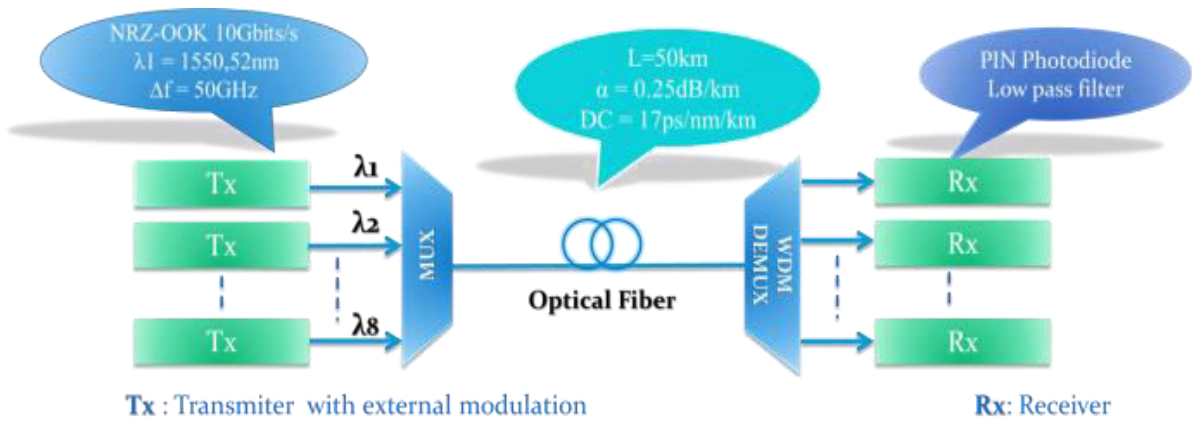 NRZ-OOK 10Gbits/s
λ1 = 1550,52nm
Δf = 50GHz
L=50km
α = 0.25dB/km
DC = 17ps/nm/km
PIN Photodiode
Low pass filter
Tx
λ1
Rx
Tx
λ2
Rx
MUX
WDM
DEMUX
Optical Fiber
Tx
λ8
Rx
Tx : Transmiter with external modulation
Rx: Receiver